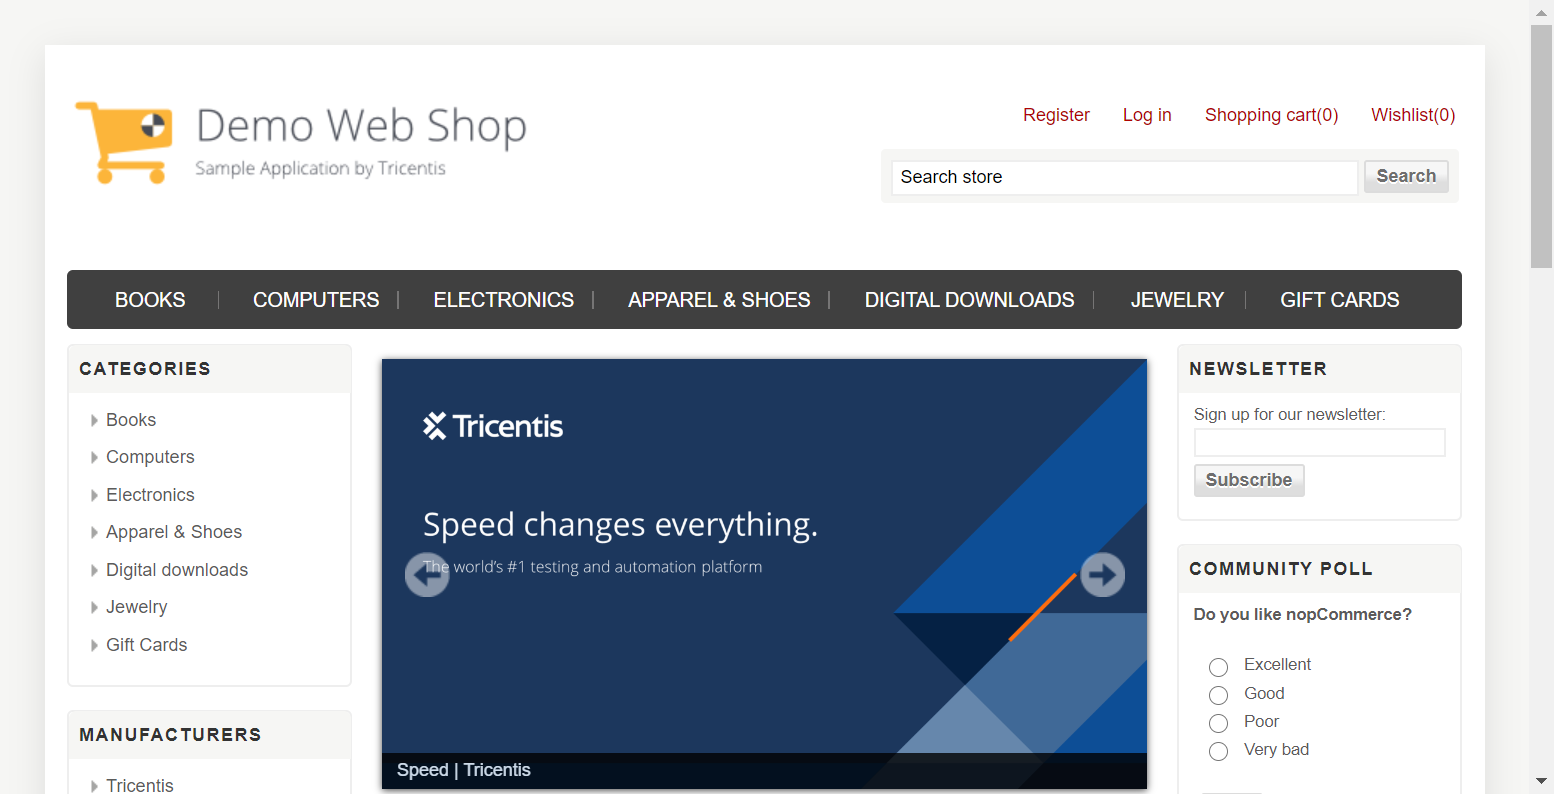 Demo Web Shop
Sample Application by Tricentis
Register Log in Shopping cart(0) Wishlist(0)
Search store Search
BOOKS COMPUTERS ELECTRONICS APPAREL & SHOES DIGITAL DOWNLOADS JEWELRY GIFT CARDS
CATEGORIES
Books
Computers
Electronics
Apparel & Shoes
Digital downloads
Jewelry
Gift Cards
MANUFACTURERS
Tricentis
Tricentis
Speed changes everything.
The world's #1 testing and automation platform
Speed | Tricentis
NEWSLETTER
Sign up for our newsletter:
Subscribe
COMMUNITY POLL
Do you like nopCommerce?
Excellent
Good
Poor
Very bad